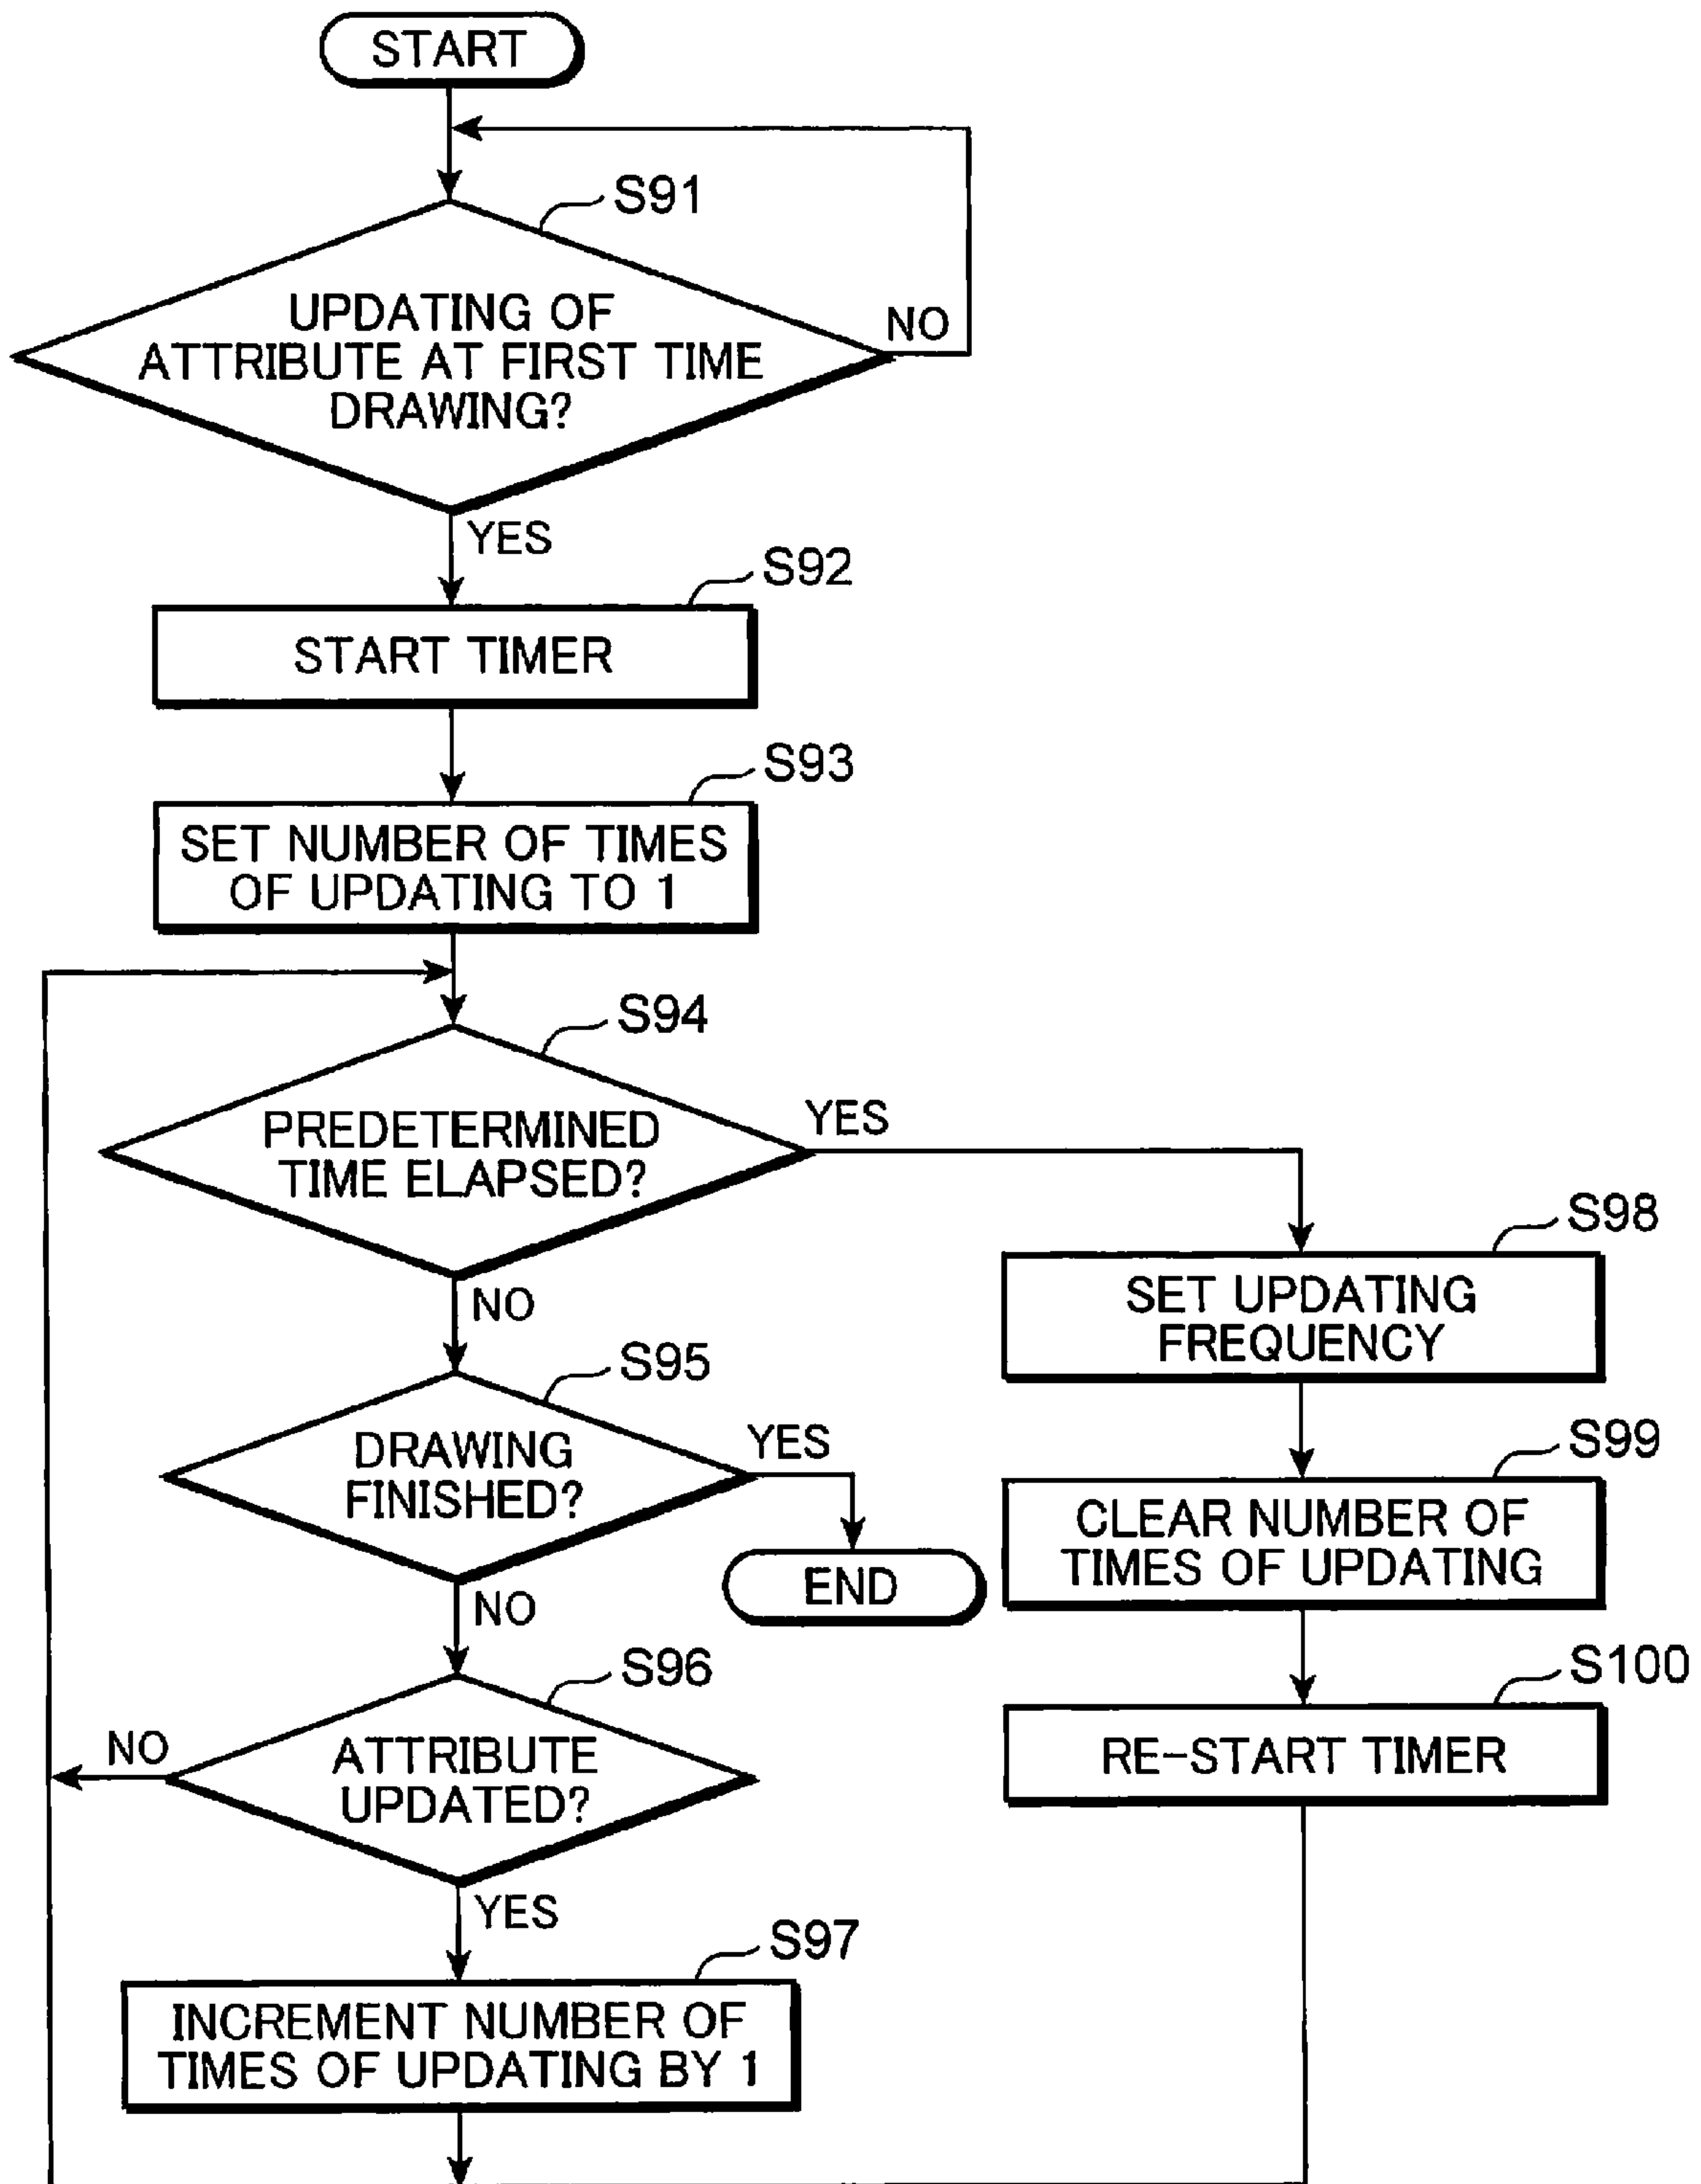 START
S91
UPDATING OF
ATTRIBUTE AT FIRST TIME
DRAWING?
NO
YES
S92
START TIMER
S93
SET NUMBER OF TIMES
OF UPDATING TO 1
S94
PREDETERMINED
TIME ELAPSED?
YES
NO
S98
SET UPDATING
FREQUENCY
S95
DRAWING
FINISHED?
YES
END
NO
S99
CLEAR NUMBER OF
TIMES OF UPDATING
S96
ATTRIBUTE
UPDATED?
NO
YES
S100
RE-START TIMER
S97
INCREMENT NUMBER OF
TIMES OF UPDATING BY 1